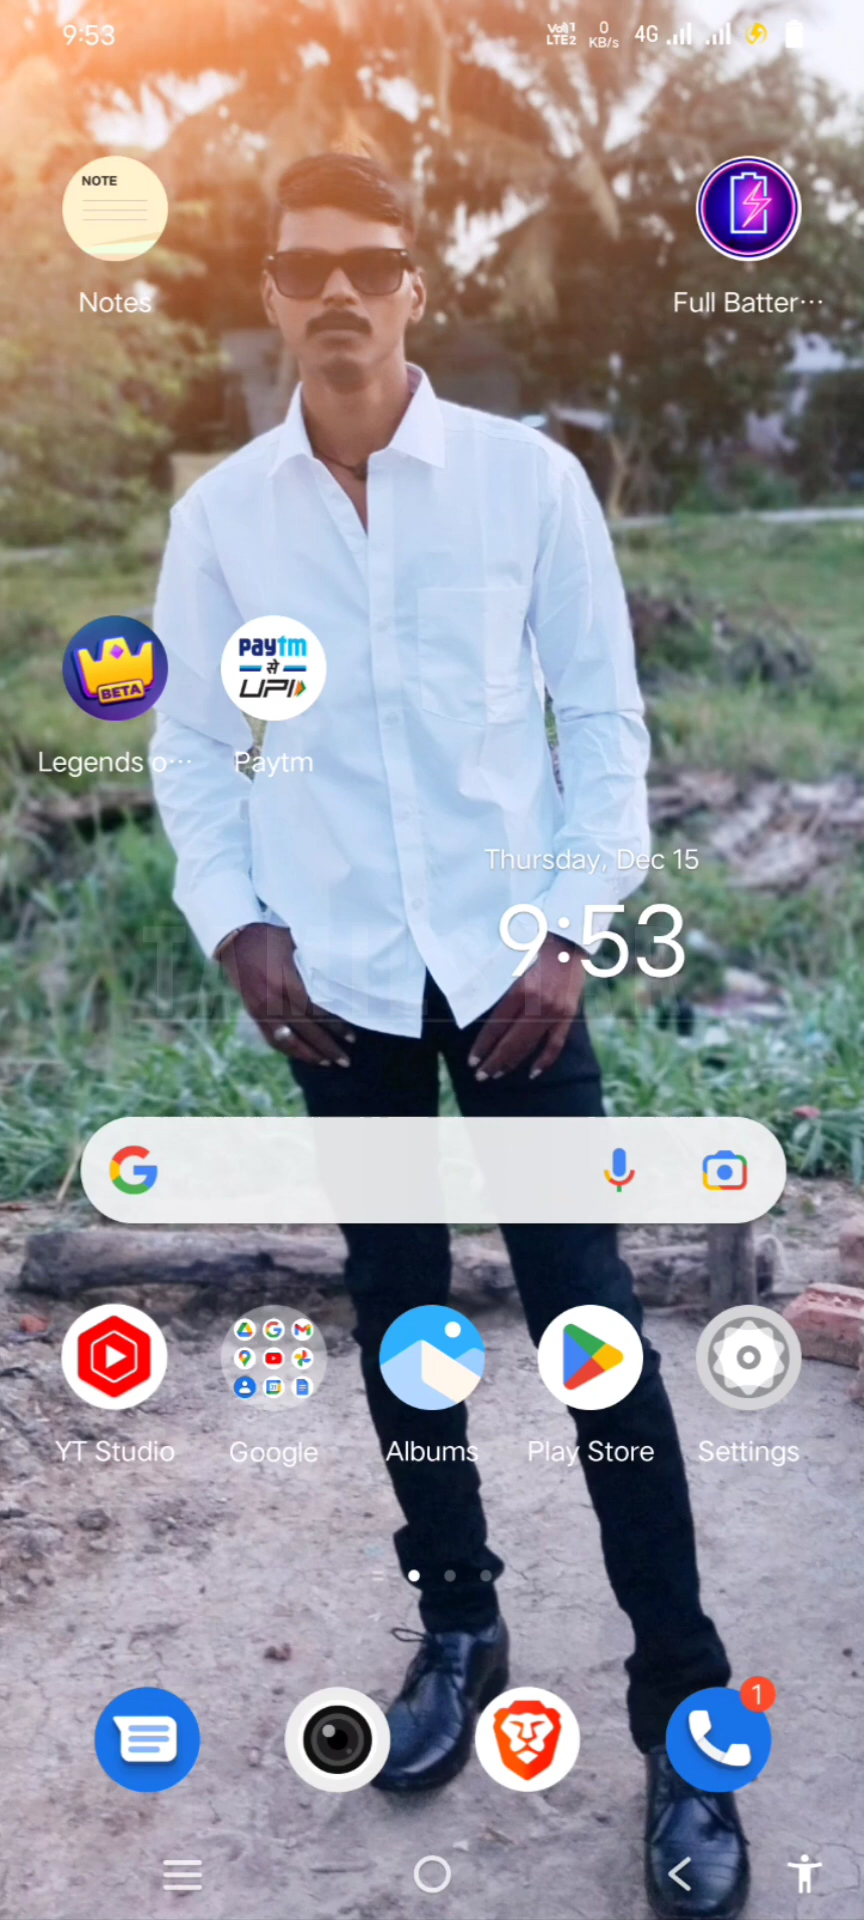 9:53
Vo))1
LTE2
0
KB/s
4G
NOTE
Notes
Full Batter···
BETA
paytm
से
UPI
Legends o···
Paytm
Thursday, Dec 15
9:53
YT Studio
Google
Albums
Play Store
Settings
1